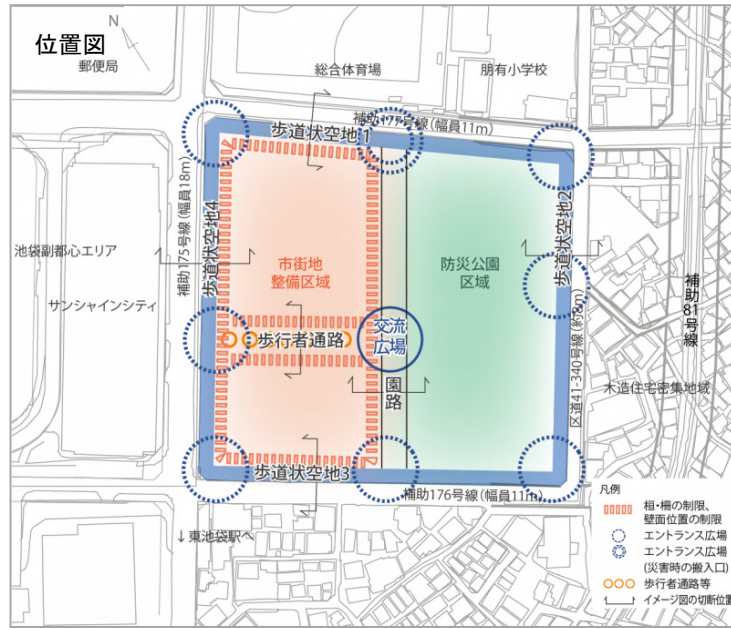 位置図
N
郵便局
総合体育場
朋有小学校
補助177号線(幅員11m)
歩道状空地1
補助175号線(幅員18m)
歩道状空地4
歩道状空地2
池袋副都心エリア
サンシャインシティ
市街地
整備区域
防災公園
区域
補助81号線
区道41-340号線(約8m)
歩行者通路
交流
広場
園路
木造住宅密集地域
歩道状空地3
補助176号線(幅員11m)
↓東池袋駅へ
凡例
垣・柵の制限、
壁面位置の制限
エントランス広場
エントランス広場
(災害時の搬入口)
歩行者通路等
イメージ図の切断位置